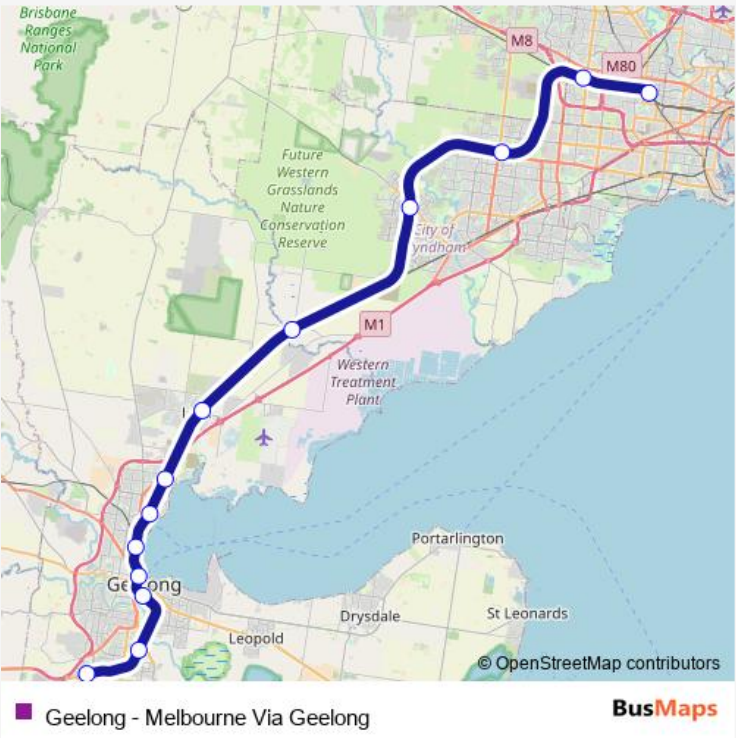 Brisbane
Ranges
National
Park
M8
M80
Future
Western
Grasslands
Nature
Conservation
Reserve
City of
yndham
M1
Western
Treatment
Plant
Portarlington
Geelong
Drysdale
St Leonards
Leopold
© OpenStreetMap contributors
Geelong - Melbourne Via Geelong
BusMaps